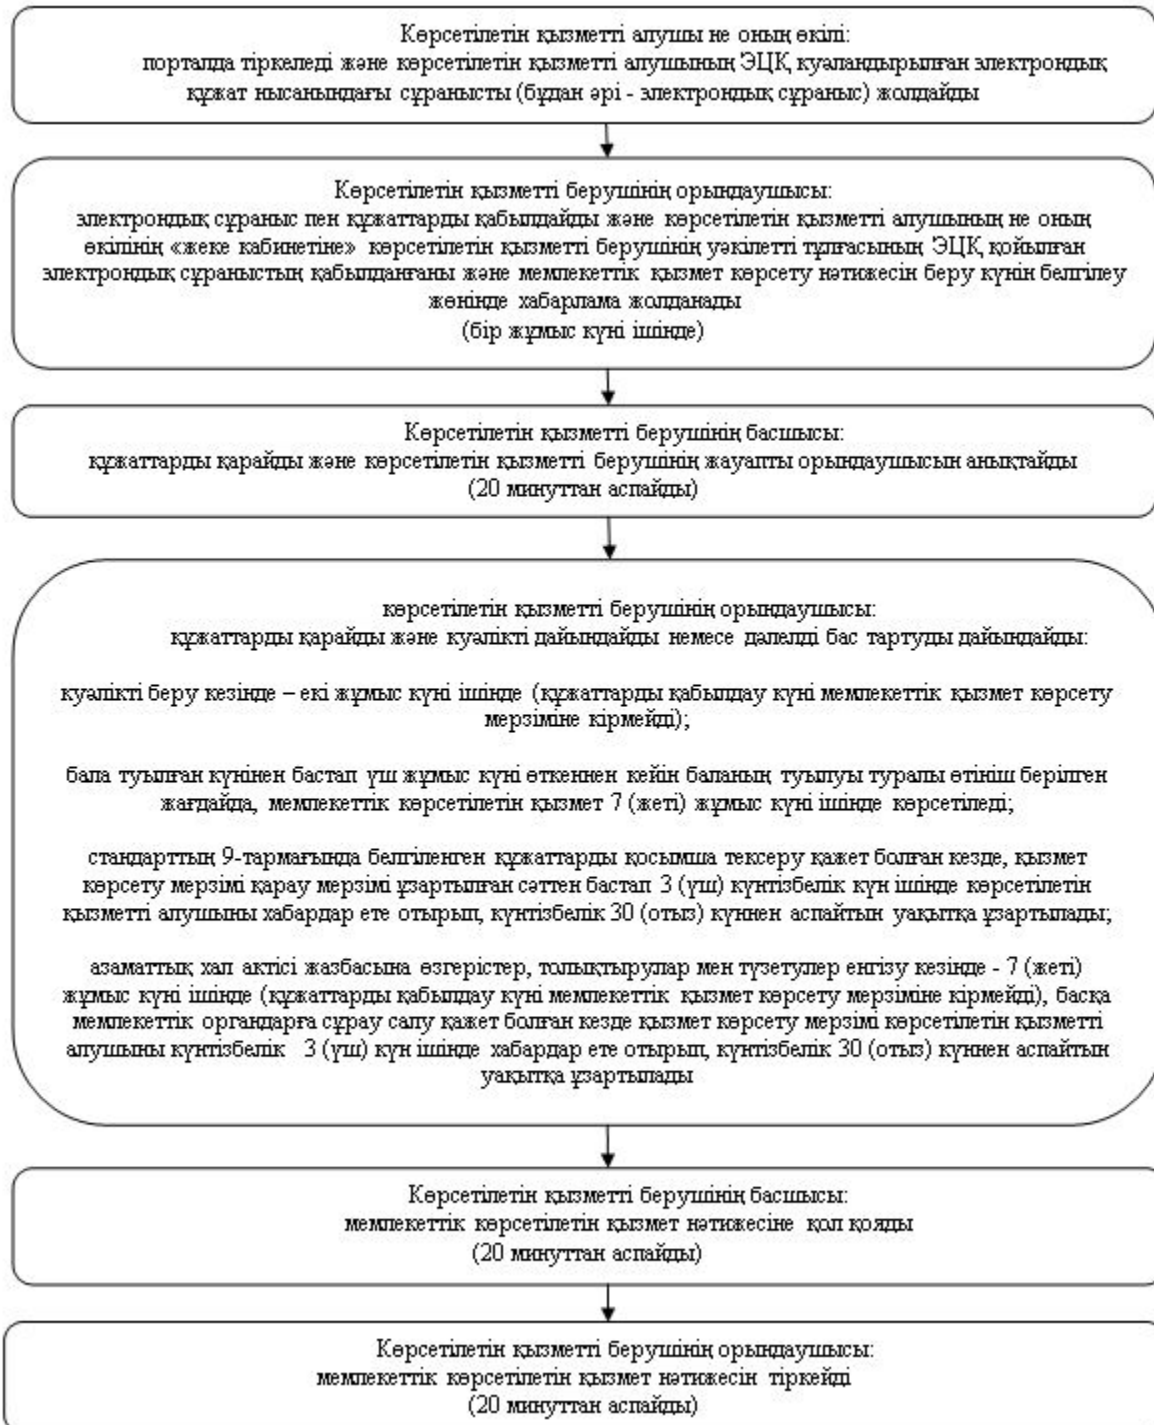 Көрсетілетін қызметті алушы не оның өкілі:
порталда тіркеледі және көрсетілетін қызметті алушының ЭЦҚ куәландырылған электрондық
құжат нысанындағы сұранысты (бұдан әрі - электрондық сұраныс) жолдайды
Көрсетілетін қызметті берушінің орындаушысы:
электрондық сұраныс пен құжаттарды қабылдайды және көрсетілетін қызметті алушының не оның
өкілінің «жеке кабинетіне» көрсетілетін қызметті берушінің уәкілетті тұлғасының ЭЦҚ қойылған
электрондық сұраныстың қабылданғаны және мемлекеттік қызмет көрсету нәтижесін беру күнін белгілеу
жөнінде хабарлама жолданады
(бір жұмыс күні ішінде)
Көрсетілетін қызметті берушінің басшысы:
құжаттарды қарайды және көрсетілетін қызметті берушінің жауапты орындаушысын анықтайды
(20 минуттан аспайды)
көрсетілетін қызметті берушінің орындаушысы:
құжаттарды қарайды және куәлікті дайындайды немесе дәлелді бас тартуды дайындайды:
куәлікті беру кезінде – екі жұмыс күні ішінде (құжаттарды қабылдау күні мемлекеттік қызмет көрсету
мерзіміне кірмейді);
бала туылған күнінен бастап үш жұмыс күні өткеннен кейін баланың туылуы туралы өтініш берілген
жағдайда, мемлекеттік көрсетілетін қызмет 7 (жеті) жұмыс күні ішінде көрсетіледі;
стандарттың 9-тармағында белгіленген құжаттарды қосымша тексеру қажет болған кезде, қызмет
көрсету мерзімі қарау мерзімі ұзартылған сәттен бастап 3 (үш) күнтізбелік күн ішінде көрсетілетін
қызметті алушыны хабардар ете отырып, күнтізбелік 30 (отыз) күннен аспайтын уақытқа ұзартылады;
азаматтық хал актісі жазбасына өзгерістер, толықтырулар мен түзетулер енгізу кезінде - 7 (жеті)
жұмыс күні ішінде (құжаттарды қабылдау күні мемлекеттік қызмет көрсету мерзіміне кірмейді), басқа
мемлекеттік органдарға сұрау салу қажет болған кезде қызмет көрсету мерзімі көрсетілетін қызметті
алушыны күнтізбелік 3 (үш) күн ішінде хабардар ете отырып, күнтізбелік 30 (отыз) күннен аспайтын
уақытқа ұзартылады
Көрсетілетін қызметті берушінің басшысы:
мемлекеттік көрсетілетін қызмет нәтижесіне қол қояды
(20 минуттан аспайды)
Көрсетілетін қызметті берушінің орындаушысы:
мемлекеттік көрсетілетін қызмет нәтижесін тіркейді
(20 минуттан аспайды)